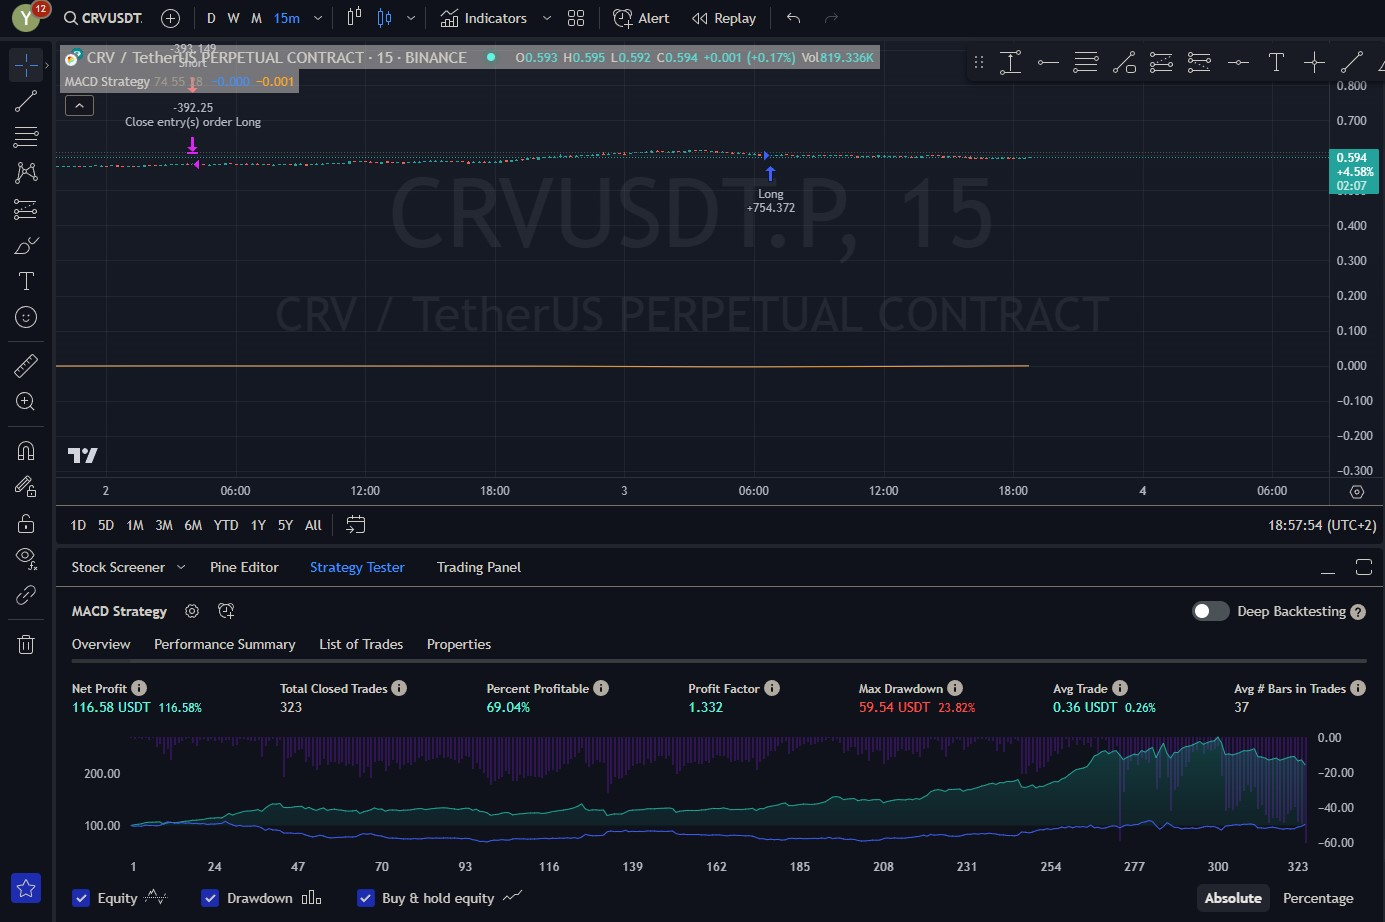 Y 12 CRVUSDT. D W M 15m Indicators Alert Replay
-393.149
Short
CRV / TetherUS PERPETUAL CONTRACT · 15 · BINANCE O0.593 H0.595 L0.592 C0.594 +0.001 (+0.17%) Vol819.336K
MACD Strategy 74 55 18 -0.000 -0.001
-392.25
Close entry(s) order Long
Long
+754.372
CRVUSDT.P, 15
CRV / TetherUS PERPETUAL CONTRACT
0.800
0.700
0.594
+4.58%
02:07
0.400
0.300
0.200
0.100
0.000
-0.100
-0.200
-0.300
2 06:00 12:00 18:00 3 06:00 12:00 18:00 4 06:00
1D 5D 1M 3M 6M YTD 1Y 5Y All 18:57:54 (UTC+2)
Stock Screener Pine Editor Strategy Tester Trading Panel
MACD Strategy Deep Backtesting ?
Overview Performance Summary List of Trades Properties
Net Profit Total Closed Trades Percent Profitable Profit Factor Max Drawdown Avg Trade Avg # Bars in Trades
116.58 USDT 116.58% 323 69.04% 1.332 59.54 USDT 23.82% 0.36 USDT 0.26% 37
200.00
100.00
0.00
-20.00
-40.00
-60.00
1 24 47 70 93 116 139 162 185 208 231 254 277 300 323
Equity Drawdown Buy & hold equity Absolute Percentage